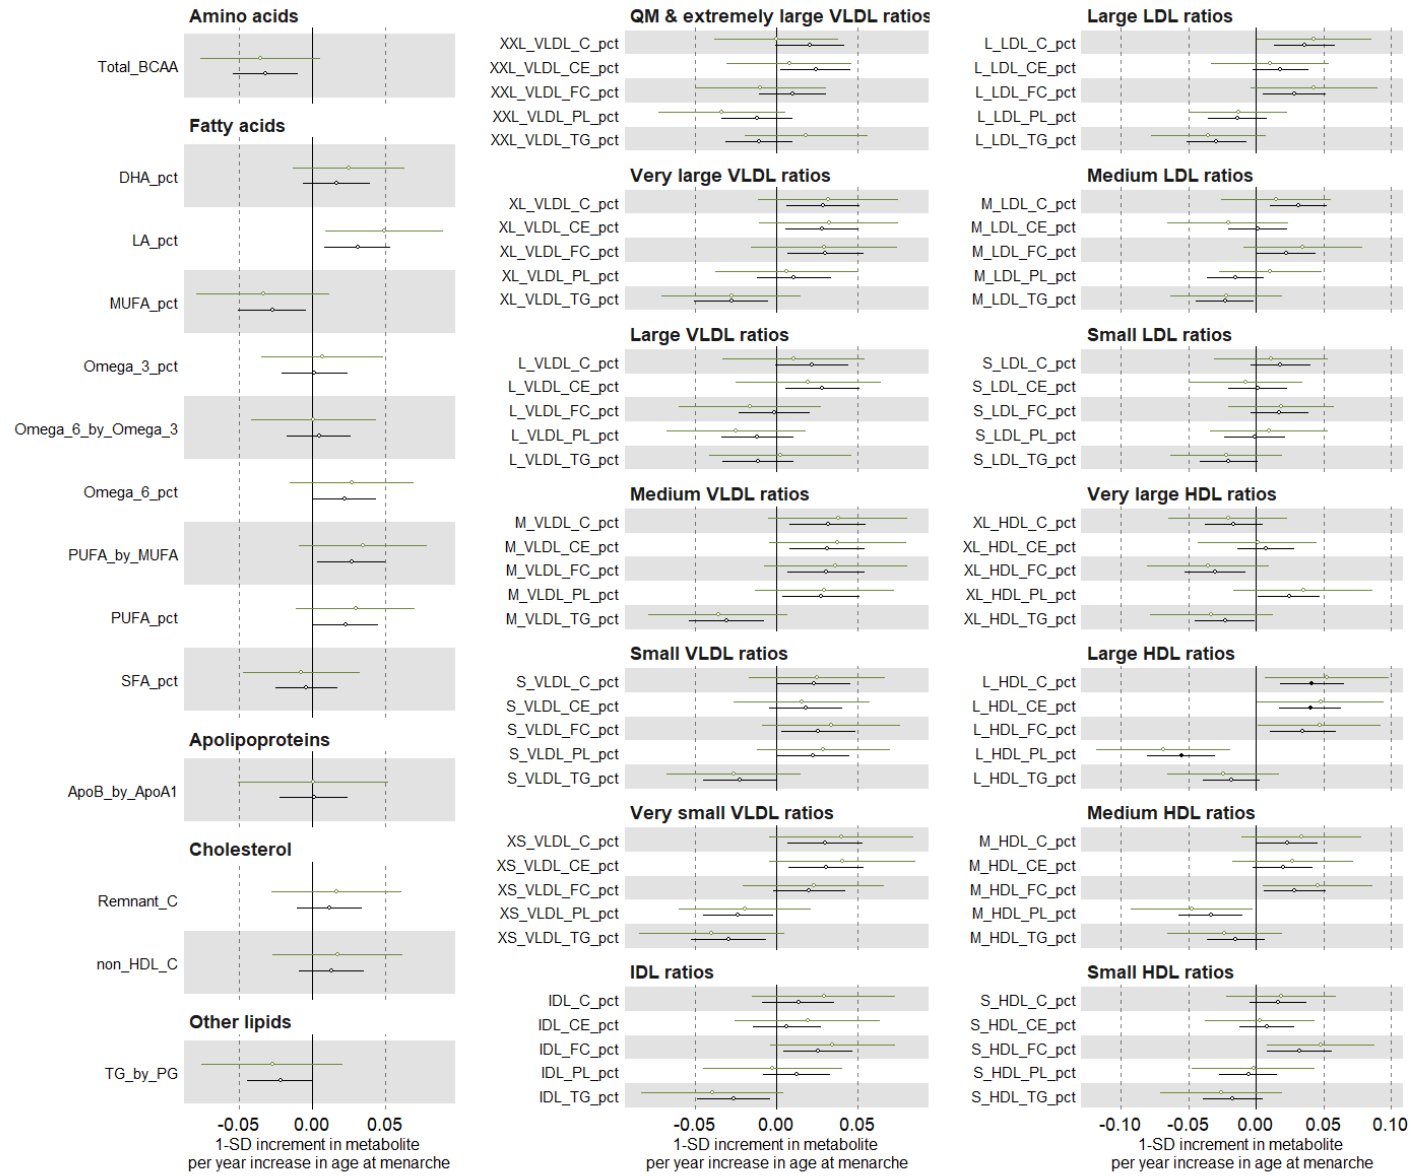 Amino acids
Total_BCAA
Fatty acids
DHA_pct
LA_pct
MUFA_pct
Omega_3_pct
Omega_6_by_Omega_3
Omega_6_pct
PUFA_by_MUFA
PUFA_pct
SFA_pct
Apolipoproteins
ApoB_by_ApoA1
Cholesterol
Remnant_C
non_HDL_C
Other lipids
TG_by_PG
-0.05 0.00 0.05
1-SD increment in metabolite
per year increase in age at menarche
QM & extremely large VLDL ratios
XXL_VLDL_C_pct
XXL_VLDL_CE_pct
XXL_VLDL_FC_pct
XXL_VLDL_PL_pct
XXL_VLDL_TG_pct
Very large VLDL ratios
XL_VLDL_C_pct
XL_VLDL_CE_pct
XL_VLDL_FC_pct
XL_VLDL_PL_pct
XL_VLDL_TG_pct
Large VLDL ratios
L_VLDL_C_pct
L_VLDL_CE_pct
L_VLDL_FC_pct
L_VLDL_PL_pct
L_VLDL_TG_pct
Medium VLDL ratios
M_VLDL_C_pct
M_VLDL_CE_pct
M_VLDL_FC_pct
M_VLDL_PL_pct
M_VLDL_TG_pct
Small VLDL ratios
S_VLDL_C_pct
S_VLDL_CE_pct
S_VLDL_FC_pct
S_VLDL_PL_pct
S_VLDL_TG_pct
Very small VLDL ratios
XS_VLDL_C_pct
XS_VLDL_CE_pct
XS_VLDL_FC_pct
XS_VLDL_PL_pct
XS_VLDL_TG_pct
IDL ratios
IDL_C_pct
IDL_CE_pct
IDL_FC_pct
IDL_PL_pct
IDL_TG_pct
-0.05 0.00 0.05
1-SD increment in metabolite
per year increase in age at menarche
Large LDL ratios
L_LDL_C_pct
L_LDL_CE_pct
L_LDL_FC_pct
L_LDL_PL_pct
L_LDL_TG_pct
Medium LDL ratios
M_LDL_C_pct
M_LDL_CE_pct
M_LDL_FC_pct
M_LDL_PL_pct
M_LDL_TG_pct
Small LDL ratios
S_LDL_C_pct
S_LDL_CE_pct
S_LDL_FC_pct
S_LDL_PL_pct
S_LDL_TG_pct
Very large HDL ratios
XL_HDL_C_pct
XL_HDL_CE_pct
XL_HDL_FC_pct
XL_HDL_PL_pct
XL_HDL_TG_pct
Large HDL ratios
L_HDL_C_pct
L_HDL_CE_pct
L_HDL_FC_pct
L_HDL_PL_pct
L_HDL_TG_pct
Medium HDL ratios
M_HDL_C_pct
M_HDL_CE_pct
M_HDL_FC_pct
M_HDL_PL_pct
M_HDL_TG_pct
Small HDL ratios
S_HDL_C_pct
S_HDL_CE_pct
S_HDL_FC_pct
S_HDL_PL_pct
S_HDL_TG_pct
-0.10 -0.05 0.00 0.05 0.10
1-SD increment in metabolite
per year increase in age at menarche